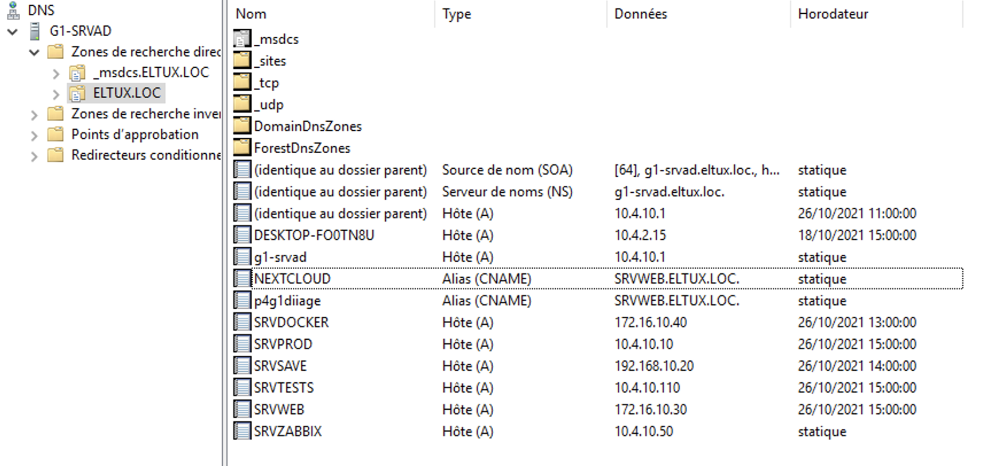 DNS
G1-SRVAD
Zones de recherche direc
_msdcs.ELTUX.LOC
ELTUX.LOC
Zones de recherche inver
Points d'approbation
Redirecteurs conditionne
Nom Type Données Horodateur
_msdcs
_sites
_tcp
_udp
DomainDnsZones
ForestDnsZones
(identique au dossier parent) Source de nom (SOA) [64], g1-srvad.eltux.loc., h... statique
(identique au dossier parent) Serveur de noms (NS) g1-srvad.eltux.loc. statique
(identique au dossier parent) Hôte (A) 10.4.10.1 26/10/2021 11:00:00
DESKTOP-FO0TN8U Hôte (A) 10.4.2.15 18/10/2021 15:00:00
g1-srvad Hôte (A) 10.4.10.1 statique
NEXTCLOUD Alias (CNAME) SRVWEB.ELTUX.LOC. statique
p4g1diiage Alias (CNAME) SRVWEB.ELTUX.LOC. statique
SRVDOCKER Hôte (A) 172.16.10.40 26/10/2021 13:00:00
SRVPROD Hôte (A) 10.4.10.10 26/10/2021 15:00:00
SRVSAVE Hôte (A) 192.168.10.20 26/10/2021 14:00:00
SRVTESTS Hôte (A) 10.4.10.110 26/10/2021 15:00:00
SRVWEB Hôte (A) 172.16.10.30 26/10/2021 15:00:00
SRVZABBIX Hôte (A) 10.4.10.50 statique